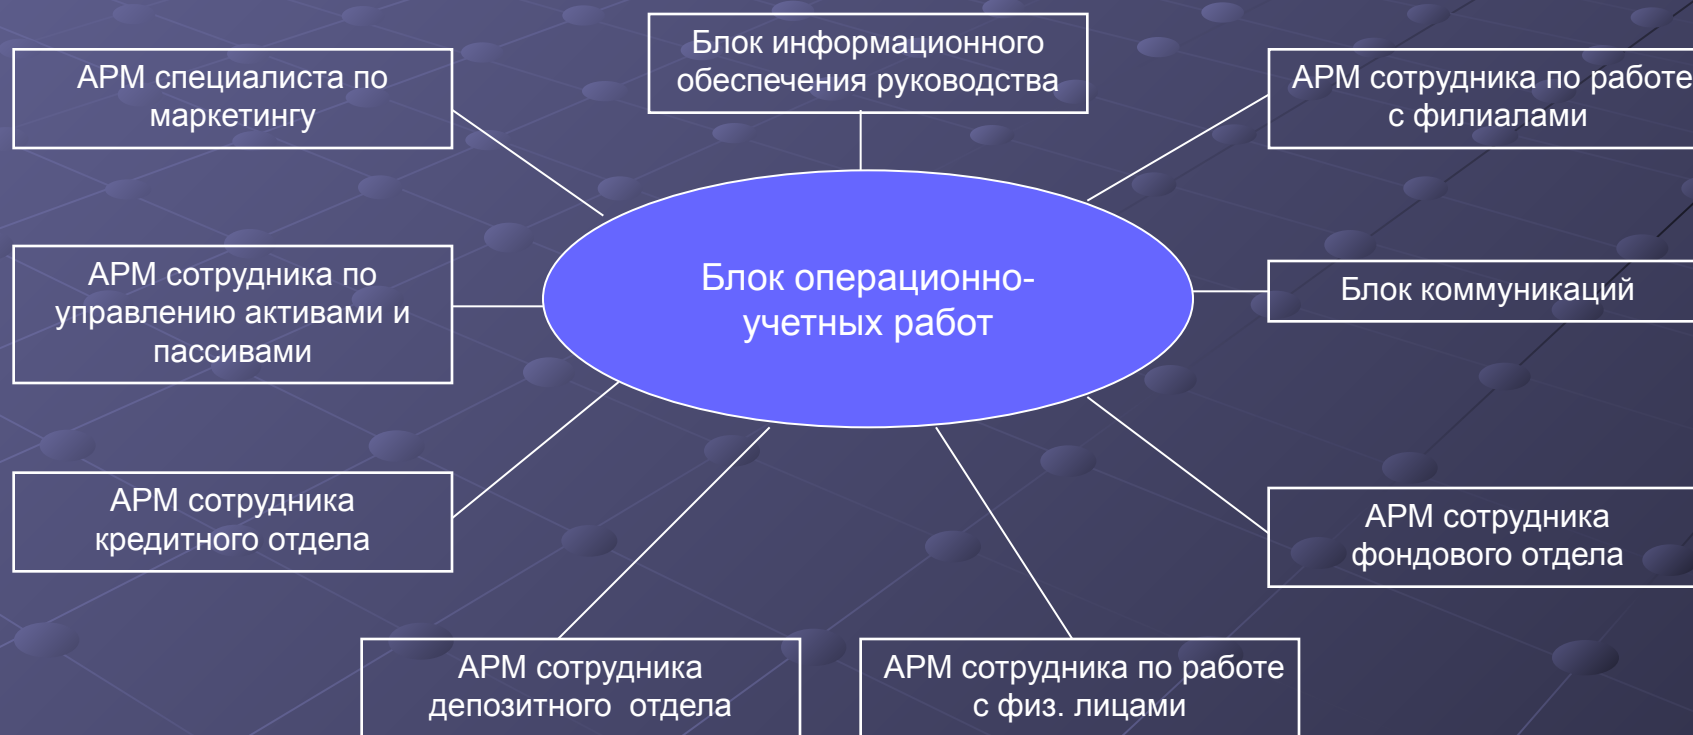 Блок информационного
обеспечения руководства
АРМ специалиста по
маркетингу
АРМ сотрудника по работе
с филиалами
АРМ сотрудника по
управлению активами и
пассивами
Блок операционно-
учетных работ
Блок коммуникаций
АРМ сотрудника
кредитного отдела
АРМ сотрудника
фондового отдела
АРМ сотрудника
депозитного отдела
АРМ сотрудника по работе
с физ. лицами